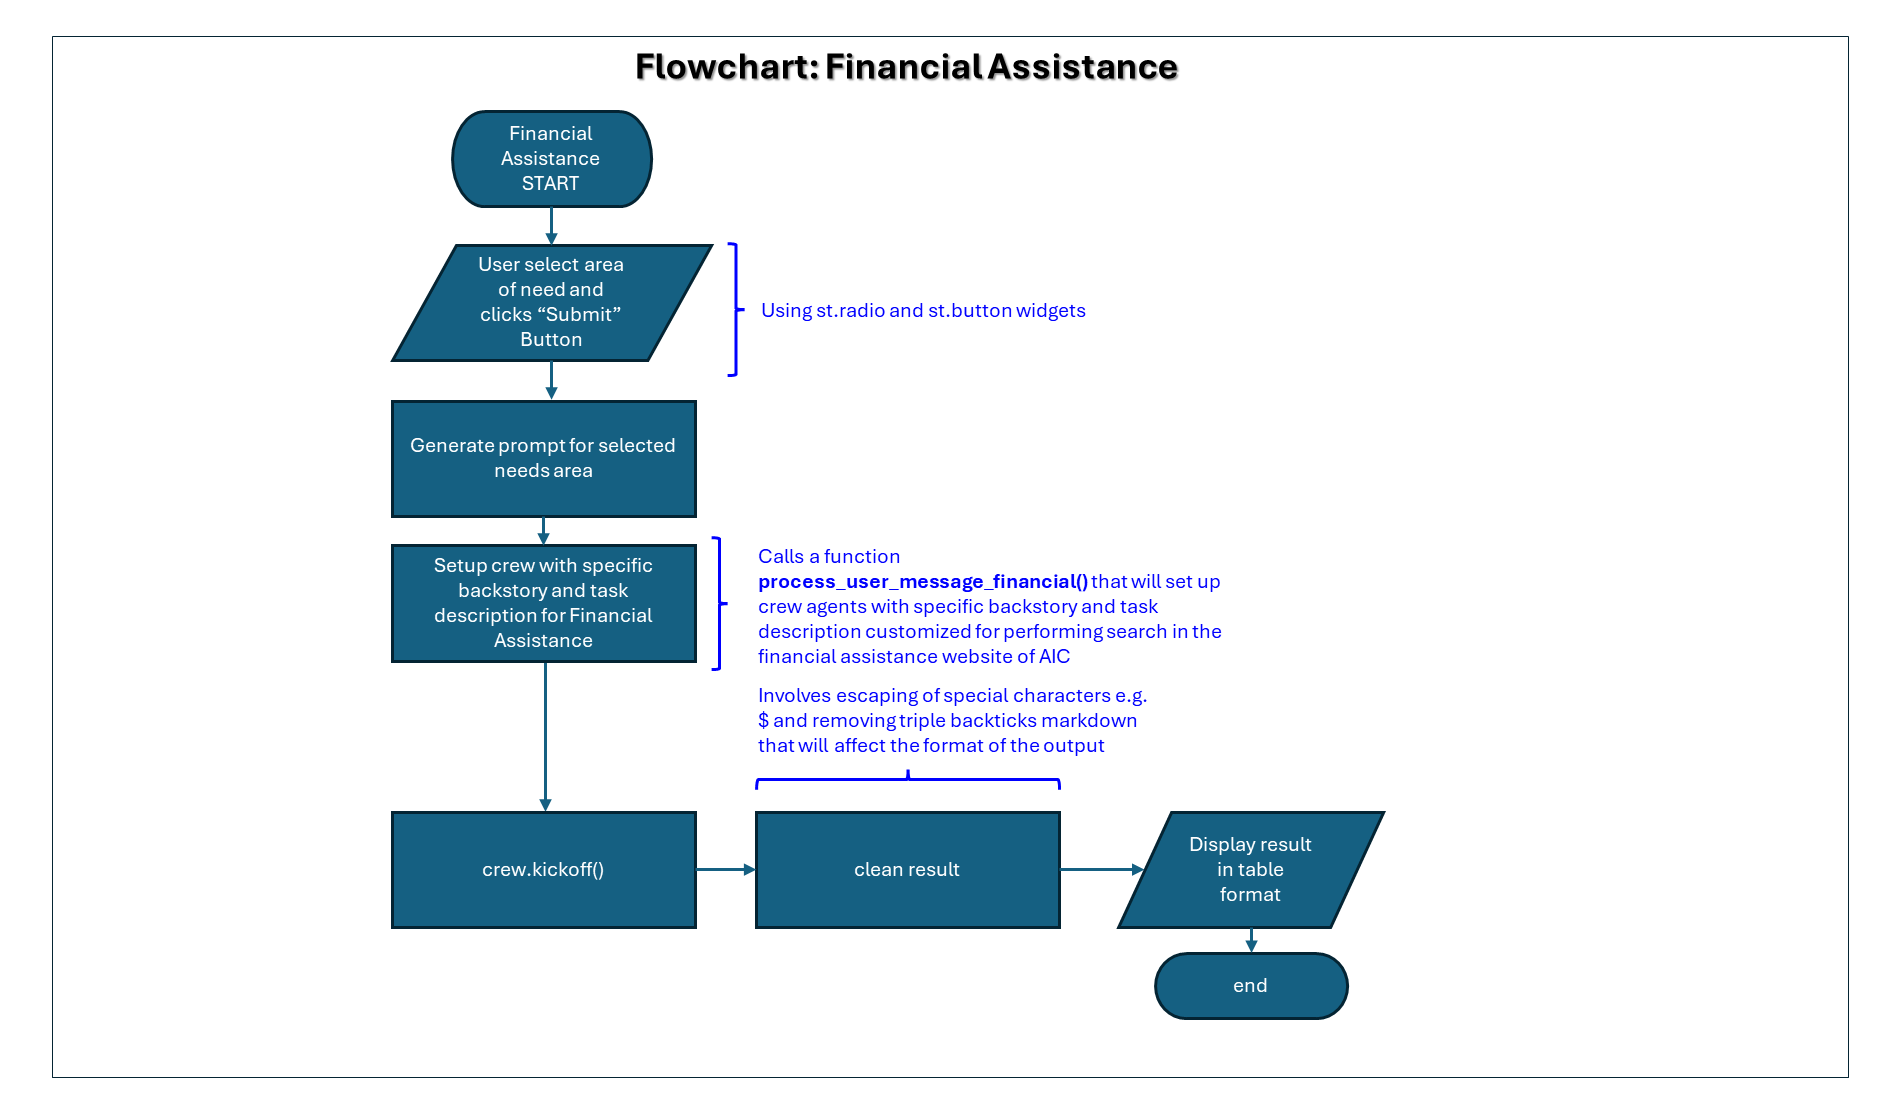 Flowchart: Financial Assistance
Financial
Assistance
START
User select area
of need and
clicks “Submit”
Button
Using st.radio and st.button widgets
Generate prompt for selected
needs area
Setup crew with specific
backstory and task
description for Financial
Assistance
Calls a function
process_user_message_financial() that will set up
crew agents with specific backstory and task
description customized for performing search in the
financial assistance website of AIC
Involves escaping of special characters e.g.
$ and removing triple backticks markdown
that will affect the format of the output
crew.kickoff()
clean result
Display result
in table
format
end